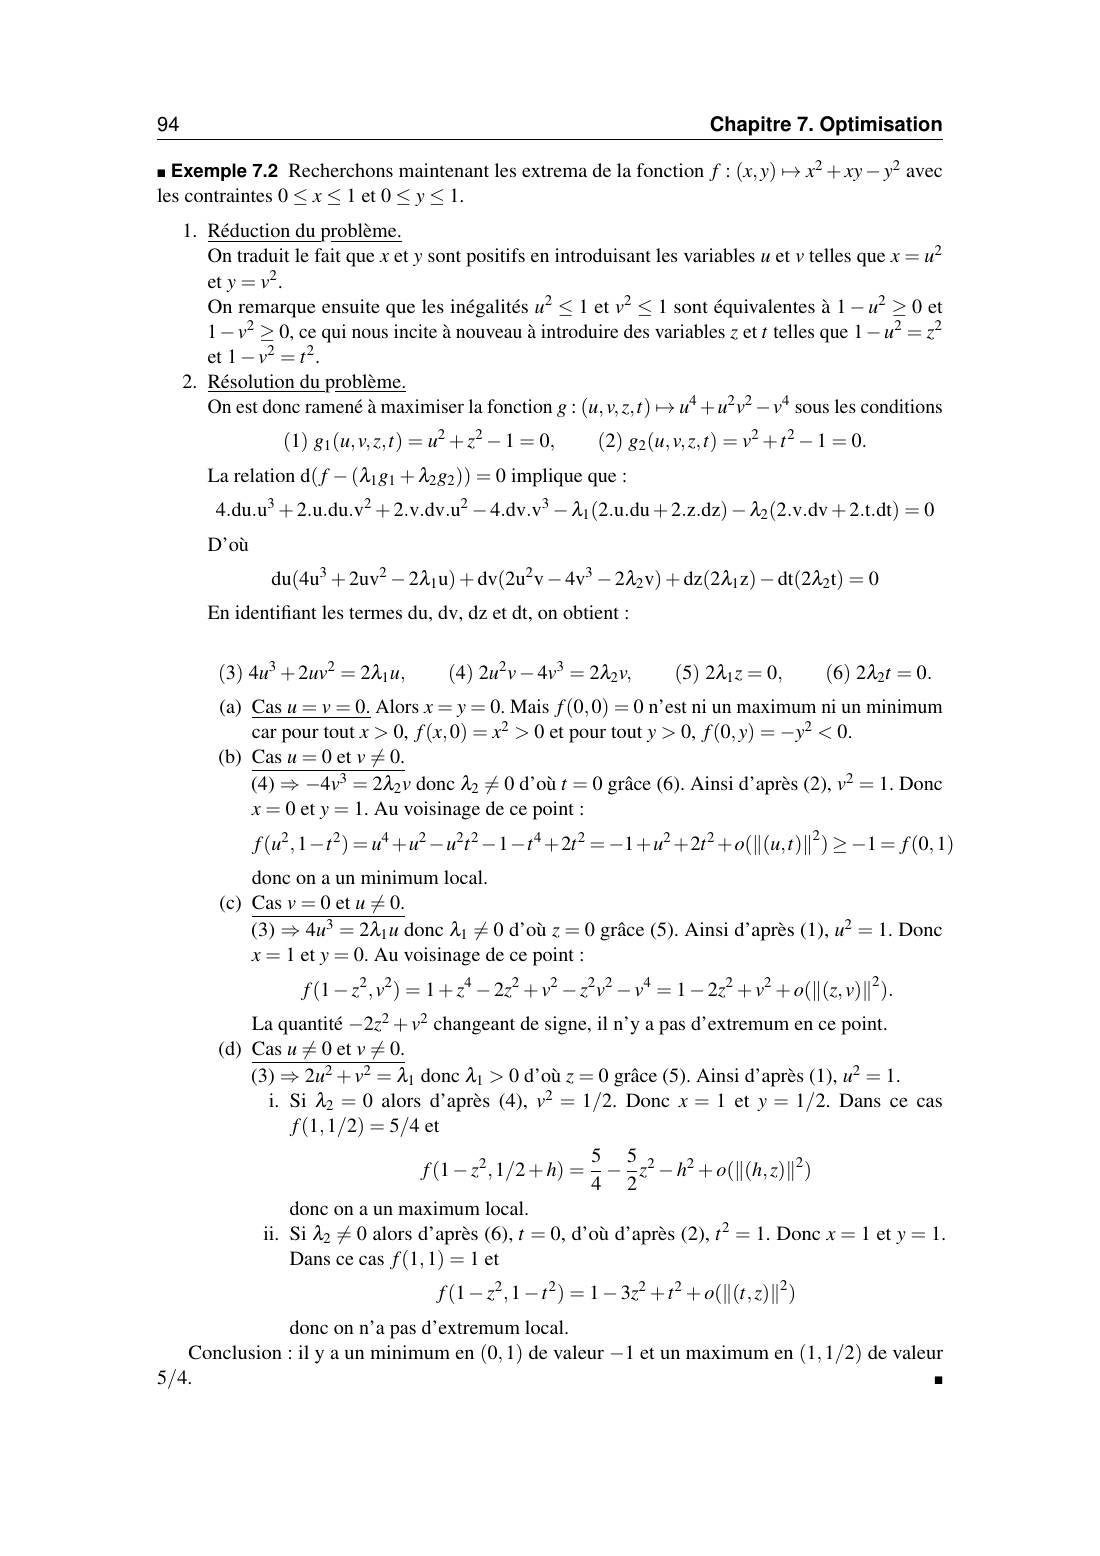 94 Chapitre 7. Optimisation
■ Exemple 7.2 Recherchons maintenant les extrema de la fonction f : (x,y) ↦ x² + xy − y² avec
les contraintes 0 ≤ x ≤ 1 et 0 ≤ y ≤ 1.
1. Réduction du problème.
On traduit le fait que x et y sont positifs en introduisant les variables u et v telles que x = u²
et y = v².
On remarque ensuite que les inégalités u² ≤ 1 et v² ≤ 1 sont équivalentes à 1 − u² ≥ 0 et
1 − v² ≥ 0, ce qui nous incite à nouveau à introduire des variables z et t telles que 1 − u² = z²
et 1 − v² = t².
2. Résolution du problème.
On est donc ramené à maximiser la fonction g : (u,v,z,t) ↦ u⁴ + u²v² − v⁴ sous les conditions
(1) g₁(u,v,z,t) = u² + z² − 1 = 0, (2) g₂(u,v,z,t) = v² + t² − 1 = 0.
La relation d(f − (λ₁g₁ + λ₂g₂)) = 0 implique que :
4.du.u³ + 2.u.du.v² + 2.v.dv.u² − 4.dv.v³ − λ₁(2.u.du + 2.z.dz) − λ₂(2.v.dv + 2.t.dt) = 0
D'où
du(4u³ + 2uv² − 2λ₁u) + dv(2u²v − 4v³ − 2λ₂v) + dz(2λ₁z) − dt(2λ₂t) = 0
En identifiant les termes du, dv, dz et dt, on obtient :
(3) 4u³ + 2uv² = 2λ₁u, (4) 2u²v − 4v³ = 2λ₂v, (5) 2λ₁z = 0, (6) 2λ₂t = 0.
(a) Cas u = v = 0. Alors x = y = 0. Mais f(0,0) = 0 n'est ni un maximum ni un minimum
car pour tout x > 0, f(x,0) = x² > 0 et pour tout y > 0, f(0,y) = −y² < 0.
(b) Cas u = 0 et v ≠ 0.
(4) ⇒ −4v³ = 2λ₂v donc λ₂ ≠ 0 d'où t = 0 grâce (6). Ainsi d'après (2), v² = 1. Donc
x = 0 et y = 1. Au voisinage de ce point :
f(u²,1−t²) = u⁴ + u² − u²t² − 1 − t⁴ + 2t² = −1 + u² + 2t² + o(‖(u,t)‖²) ≥ −1 = f(0,1)
donc on a un minimum local.
(c) Cas v = 0 et u ≠ 0.
(3) ⇒ 4u³ = 2λ₁u donc λ₁ ≠ 0 d'où z = 0 grâce (5). Ainsi d'après (1), u² = 1. Donc
x = 1 et y = 0. Au voisinage de ce point :
f(1 − z²,v²) = 1 + z⁴ − 2z² + v² − z²v² − v⁴ = 1 − 2z² + v² + o(‖(z,v)‖²).
La quantité −2z² + v² changeant de signe, il n'y a pas d'extremum en ce point.
(d) Cas u ≠ 0 et v ≠ 0.
(3) ⇒ 2u² + v² = λ₁ donc λ₁ > 0 d'où z = 0 grâce (5). Ainsi d'après (1), u² = 1.
i. Si λ₂ = 0 alors d'après (4), v² = 1/2. Donc x = 1 et y = 1/2. Dans ce cas
f(1,1/2) = 5/4 et
f(1 − z²,1/2 + h) = 5/4 − 5/2 z² − h² + o(‖(h,z)‖²)
donc on a un maximum local.
ii. Si λ₂ ≠ 0 alors d'après (6), t = 0, d'où d'après (2), t² = 1. Donc x = 1 et y = 1.
Dans ce cas f(1,1) = 1 et
f(1 − z²,1 − t²) = 1 − 3z² + t² + o(‖(t,z)‖²)
donc on n'a pas d'extremum local.
Conclusion : il y a un minimum en (0,1) de valeur −1 et un maximum en (1,1/2) de valeur
5/4. ■